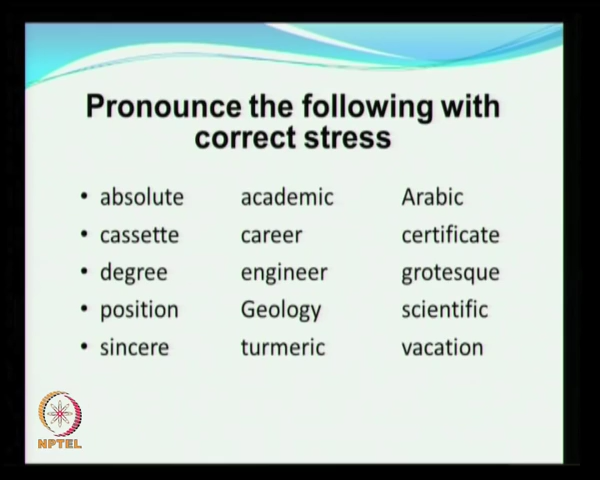 Pronounce the following with
correct stress
• absolute academic Arabic
• cassette career certificate
• degree engineer grotesque
• position Geology scientific
• sincere turmeric vacation
NPTEL